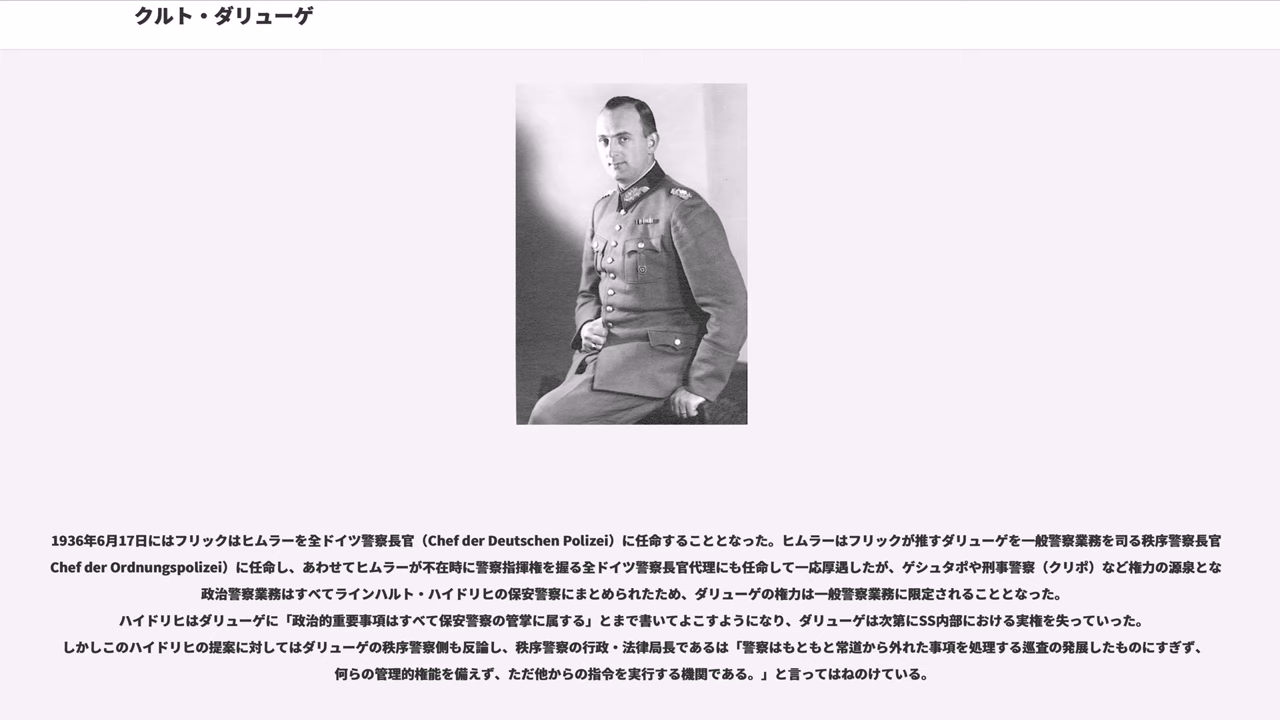 クルト・ダリューゲ
1936年6月17日にはフリックはヒムラーを全ドイツ警察長官（Chef der Deutschen Polizei）に任命することとなった。ヒムラーはフリックが推すダリューゲを一般警察業務を司る秩序警察長官
Chef der Ordnungspolizei）に任命し、あわせてヒムラーが不在時に警察指揮権を握る全ドイツ警察長官代理にも任命して一応厚遇したが、ゲシュタポや刑事警察（クリポ）など権力の源泉とな
政治警察業務はすべてラインハルト・ハイドリヒの保安警察にまとめられたため、ダリューゲの権力は一般警察業務に限定されることとなった。
ハイドリヒはダリューゲに「政治的重要事項はすべて保安警察の管掌に属する」とまで書いてよこすようになり、ダリューゲは次第にSS内部における実権を失っていった。
しかしこのハイドリヒの提案に対してはダリューゲの秩序警察側も反論し、秩序警察の行政・法律局長であるは「警察はもともと常道から外れた事項を処理する巡査の発展したものにすぎず、
何らの管理的権能を備えず、ただ他からの指令を実行する機関である。」と言ってはねのけている。